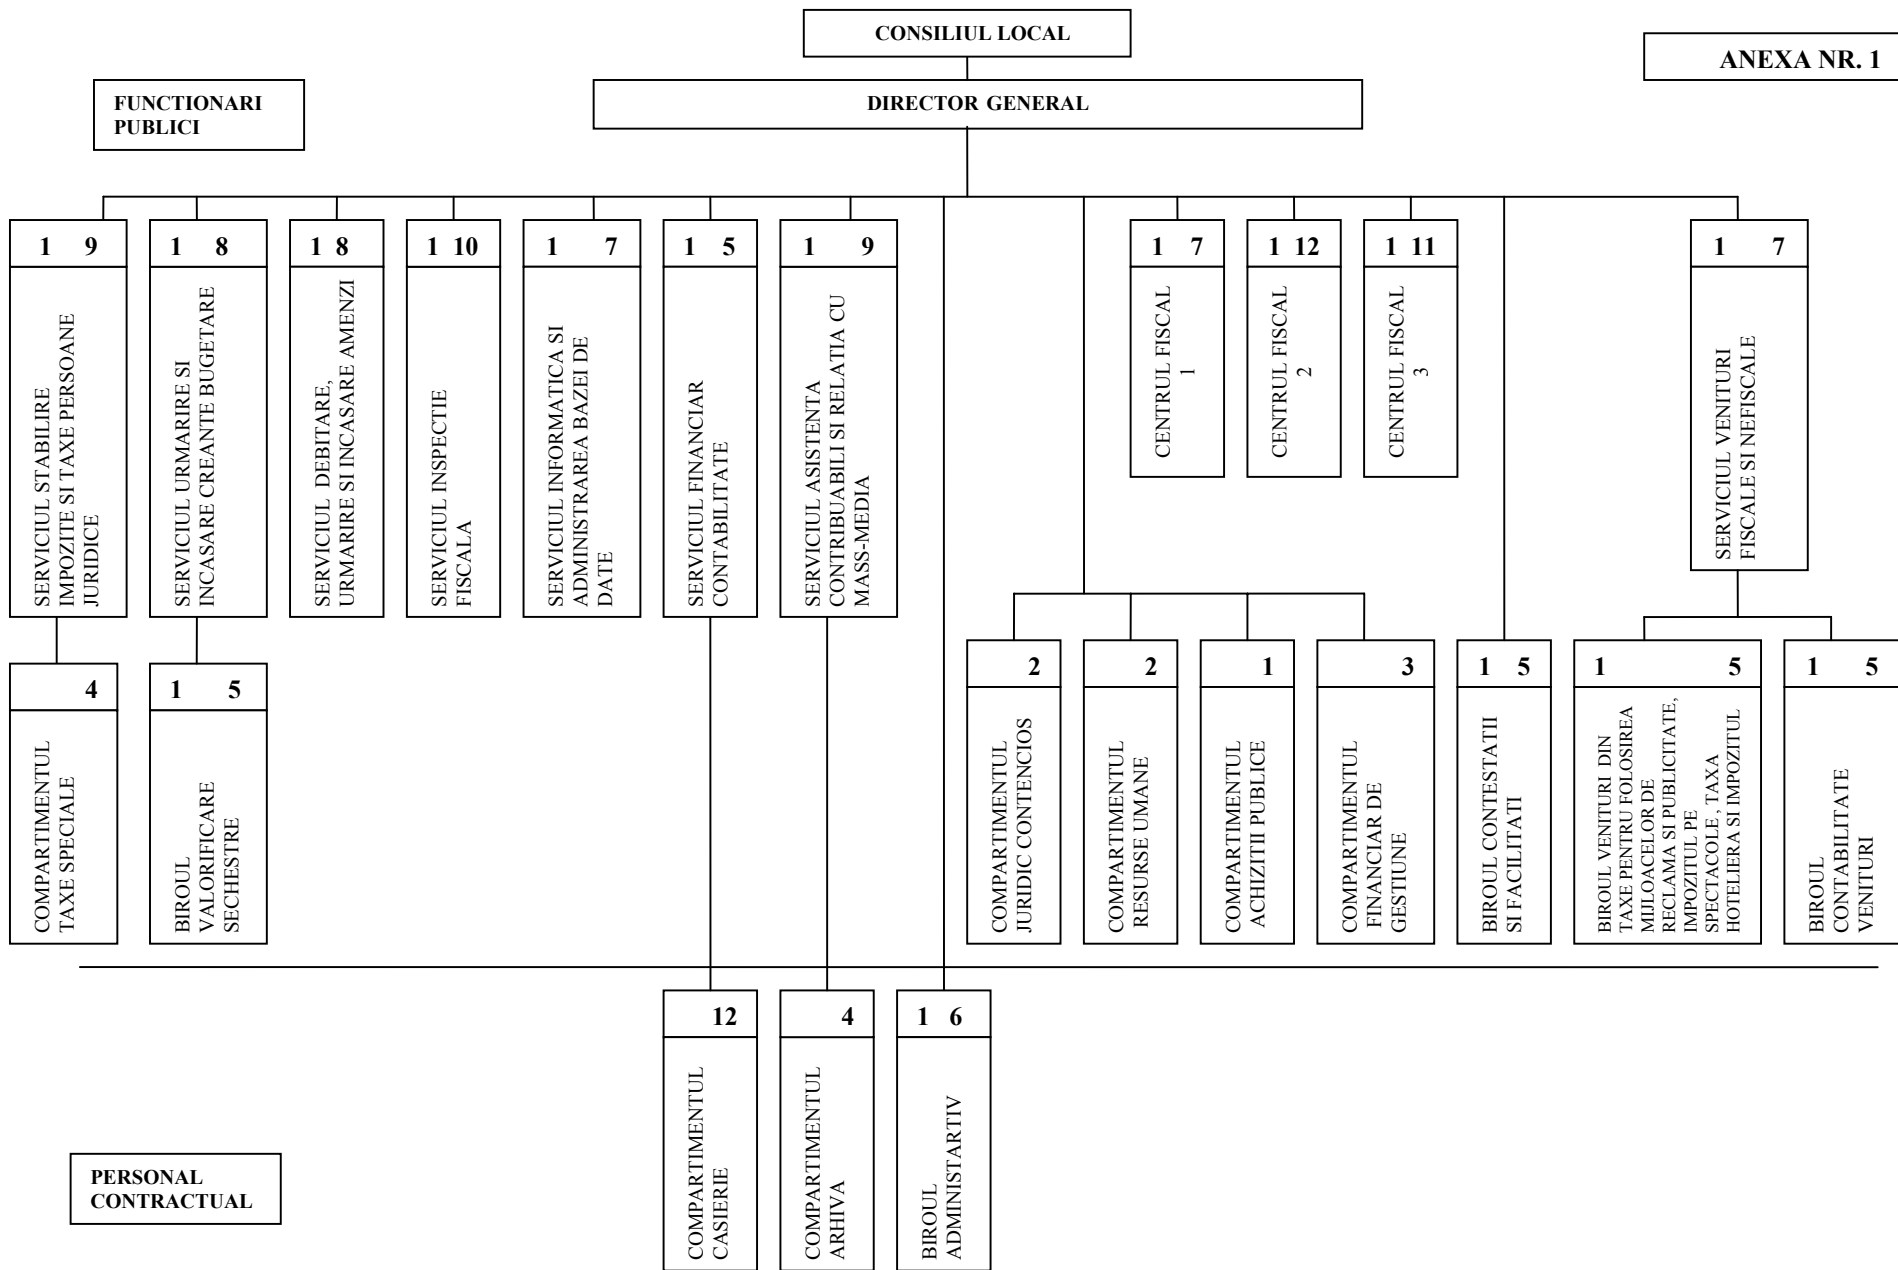 CONSILIUL LOCAL
ANEXA NR. 1
FUNCTIONARI
PUBLICI
DIRECTOR GENERAL
1 9
SERVICIUL STABILIRE
IMPOZITE SI TAXE PERSOANE
JURIDICE
1 8
SERVICIUL URMARIRE SI
INCASARE CREANTE BUGETARE
1 8
SERVICIUL DEBITARE,
URMARIRE SI INCASARE AMENZI
1 10
SERVICIUL INSPECTIE
FISCALA
1 7
SERVICIUL INFORMATICA SI
ADMINISTRAREA BAZEI DE
DATE
1 5
SERVICIUL FINANCIAR
CONTABILITATE
1 9
SERVICIUL ASISTENTA
CONTRIBUABILI SI RELATIA CU
MASS-MEDIA
1 7
CENTRUL FISCAL
1
1 12
CENTRUL FISCAL
2
1 11
CENTRUL FISCAL
3
1 7
SERVICIUL VENITURI
FISCALE SI NEFISCALE
4
COMPARTIMENTUL
TAXE SPECIALE
1 5
BIROUL
VALORIFICARE
SECHESTRE
2
COMPARTIMENTUL
JURIDIC CONTENCIOS
2
COMPARTIMENTUL
RESURSE UMANE
1
COMPARTIMENTUL
ACHIZITII PUBLICE
3
COMPARTIMENTUL
FINANCIAR DE
GESTIUNE
1 5
BIROUL CONTESTATII
SI FACILITATI
1 5
BIROUL VENITURI DIN
TAXE PENTRU FOLOSIREA
MIJLOACELOR DE
RECLAMA SI PUBLICITATE,
IMPOZITUL PE
SPECTACOLE, TAXA
HOTELIERA SI IMPOZITUL
1 5
BIROUL
CONTABILITATE
VENITURI
12
COMPARTIMENTUL
CASIERIE
4
COMPARTIMENTUL
ARHIVA
1 6
BIROUL
ADMINISTARTIV
PERSONAL
CONTRACTUAL